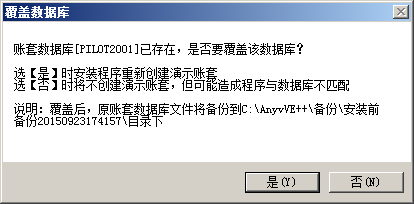 覆盖数据库
账套数据库[PILOT2001]已存在，是否要覆盖该数据库？
选【是】时安装程序重新创建演示账套
选【否】时将不创建演示账套，但可能造成程序与数据库不匹配
说明：覆盖后，原账套数据库文件将备份到C:\AnyvVE++\备份\安装前
备份20150923174157\目录下
是(Y)
否(N)